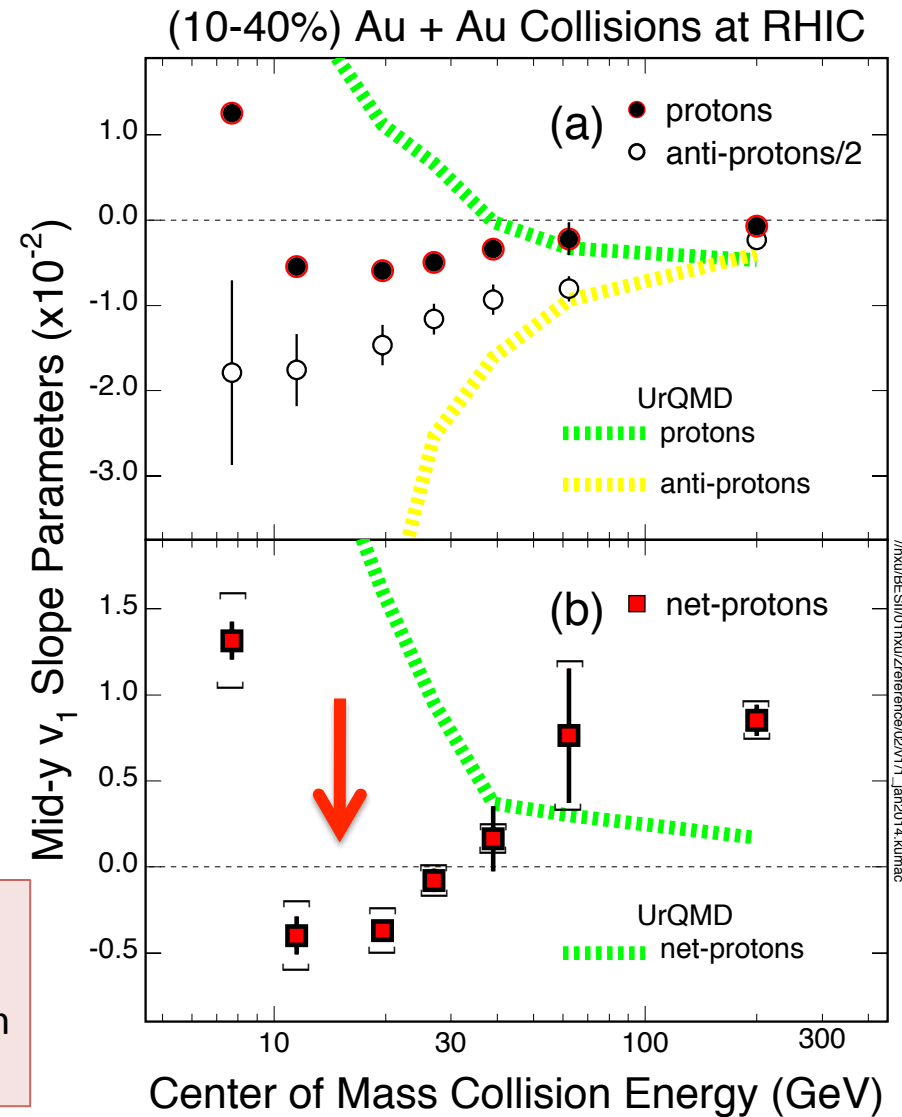 (10-40%) Au + Au Collisions at RHIC
(a)
protons
anti-protons/2
1.0
0.0
-1.0
-2.0
-3.0
UrQMD
protons
anti-protons
Mid-y v₁ Slope Parameters (x10⁻²)
(b)
net-protons
1.5
1.0
0.5
0.0
-0.5
UrQMD
net-protons
n
10
30
100
300
Center of Mass Collision Energy (GeV)